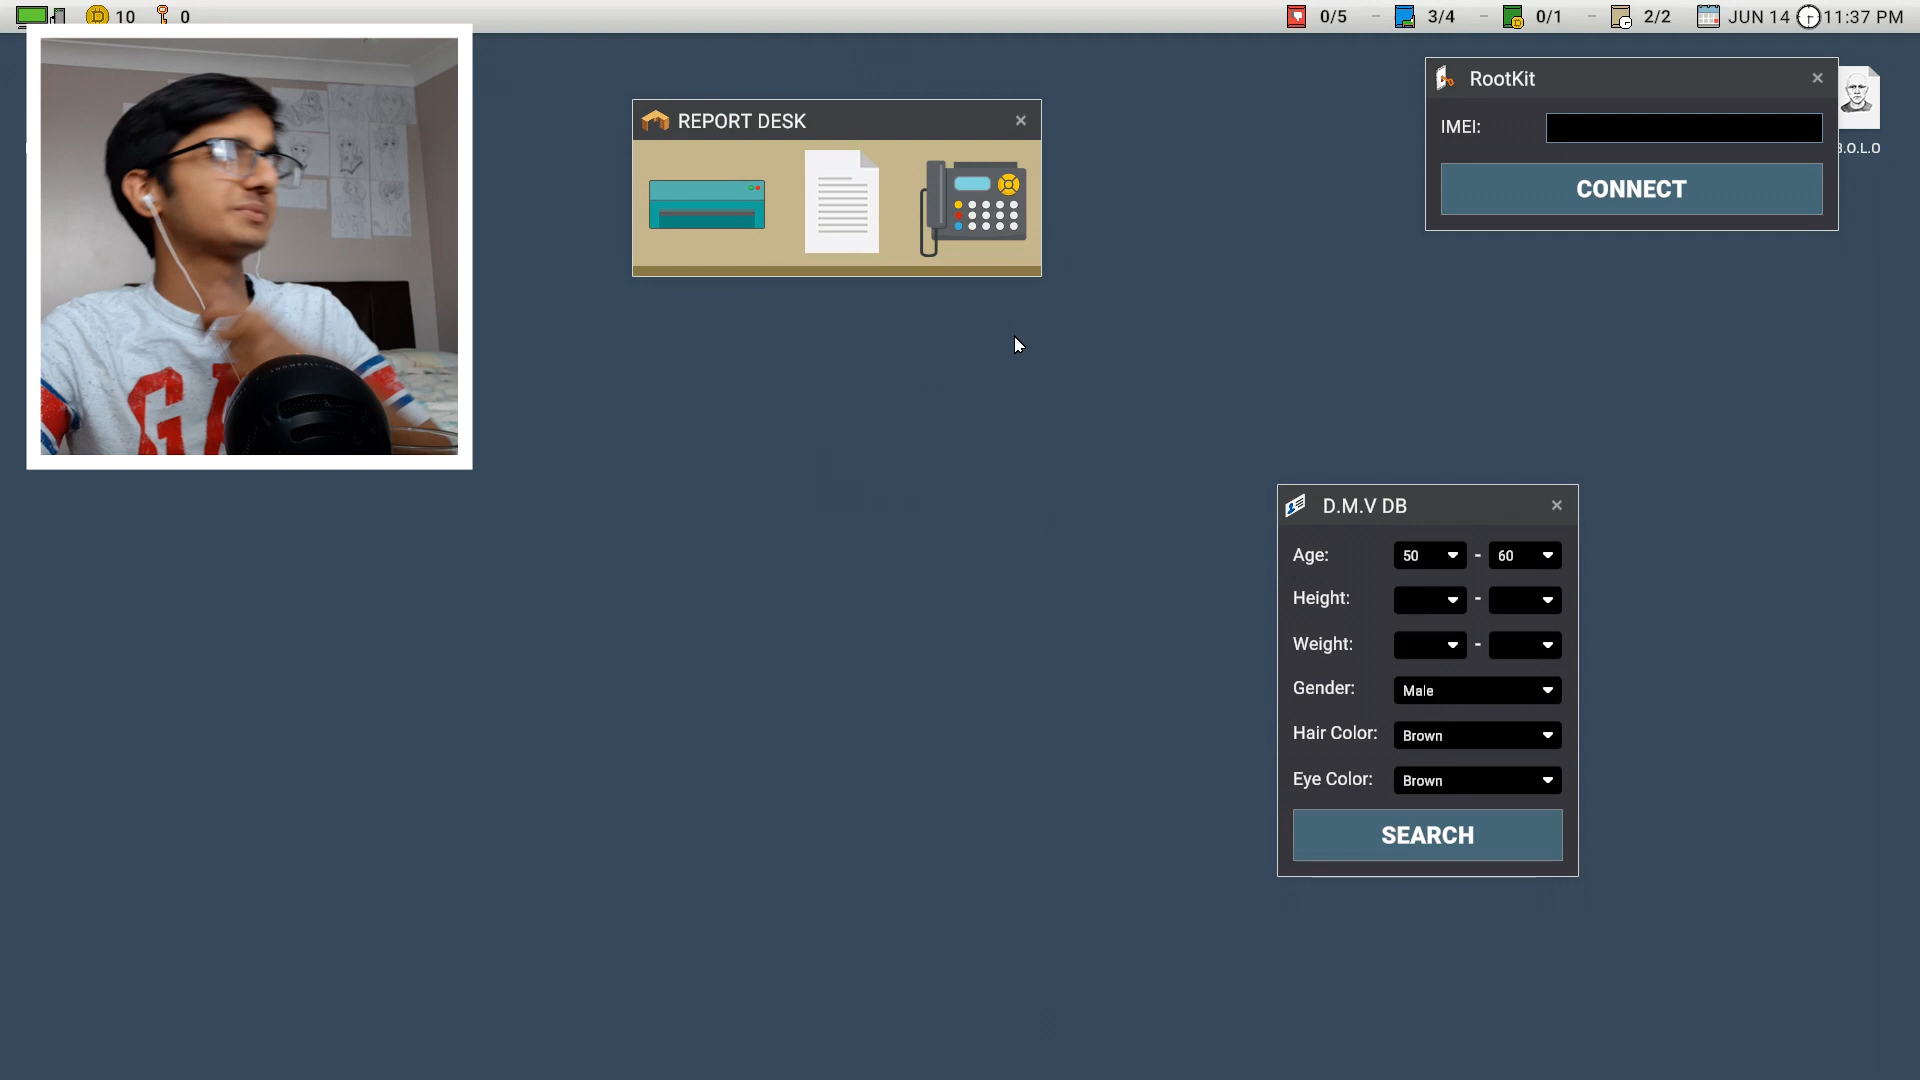 10 0 0/5 - 3/4 - 0/1 - 2/2 JUN 14 11:37 PM
RootKit
IMEI:
CONNECT
B.O.L.O
REPORT DESK
GA
D.M.V DB
Age: 50 - 60
Height: -
Weight: -
Gender: Male
Hair Color: Brown
Eye Color: Brown
SEARCH